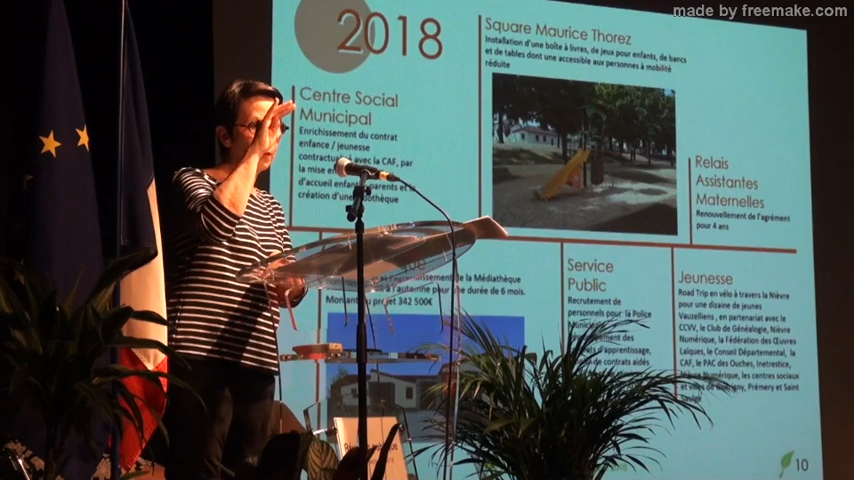 made by freemake.com
2018
Square Maurice Thorez
Installation d'une boîte à livres, de jeux pour enfants, de bancs
et de tables dont une accessible aux personnes à mobilité
réduite
Centre Social
Municipal
Enrichissement du contrat
enfance / jeunesse
avec la CAF, par
la mise en
d'accueil enfants parents et
création d'une
Relais
Assistantes
Maternelles
Renouvellement de l'agrément
pour 4 ans
de la Médiathèque
à l'automne pour une durée de 6 mois.
Montant du projet 342 500€
Service
Public
Recrutement de
personnels pour la Police
d'apprentissage,
de contrats aidés
Jeunesse
Road Trip en vélo à travers la Nièvre
pour une dizaine de jeunes
Vauzelliens, en partenariat avec le
CCVV, le Club de Généalogie, Nièvre
Numérique, la Fédération des Œuvres
Laïques, le Conseil Départemental, la
CAF, le PAC des Ouches, Inetrestice,
Numérique, les centres sociaux
et villes de Prémery et Saint
10